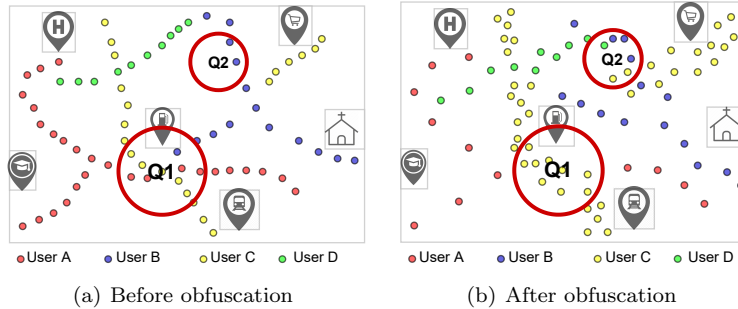 H
Q2
Q1
User A User B User C User D
(a) Before obfuscation
H
Q2
Q1
User A User B User C User D
(b) After obfuscation